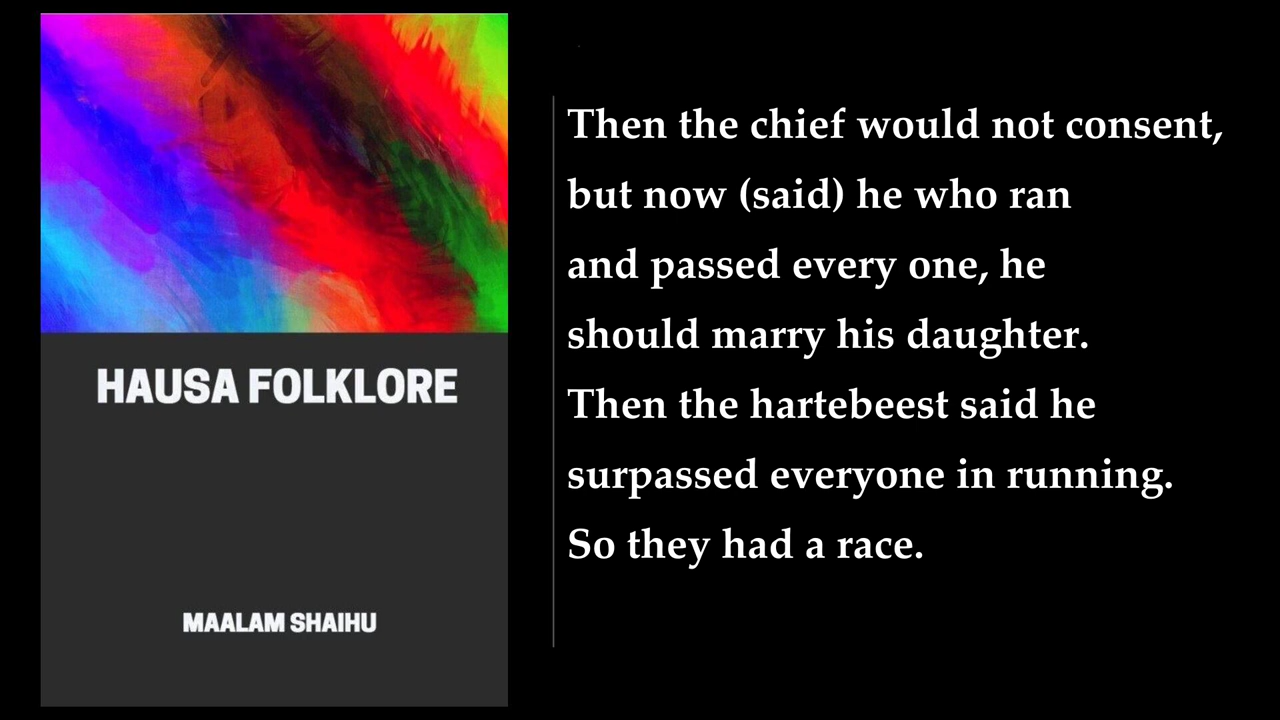 HAUSA FOLKLORE
MAALAM SHAIHU
Then the chief would not consent,
but now (said) he who ran
and passed every one, he
should marry his daughter.
Then the hartebeest said he
surpassed everyone in running.
So they had a race.